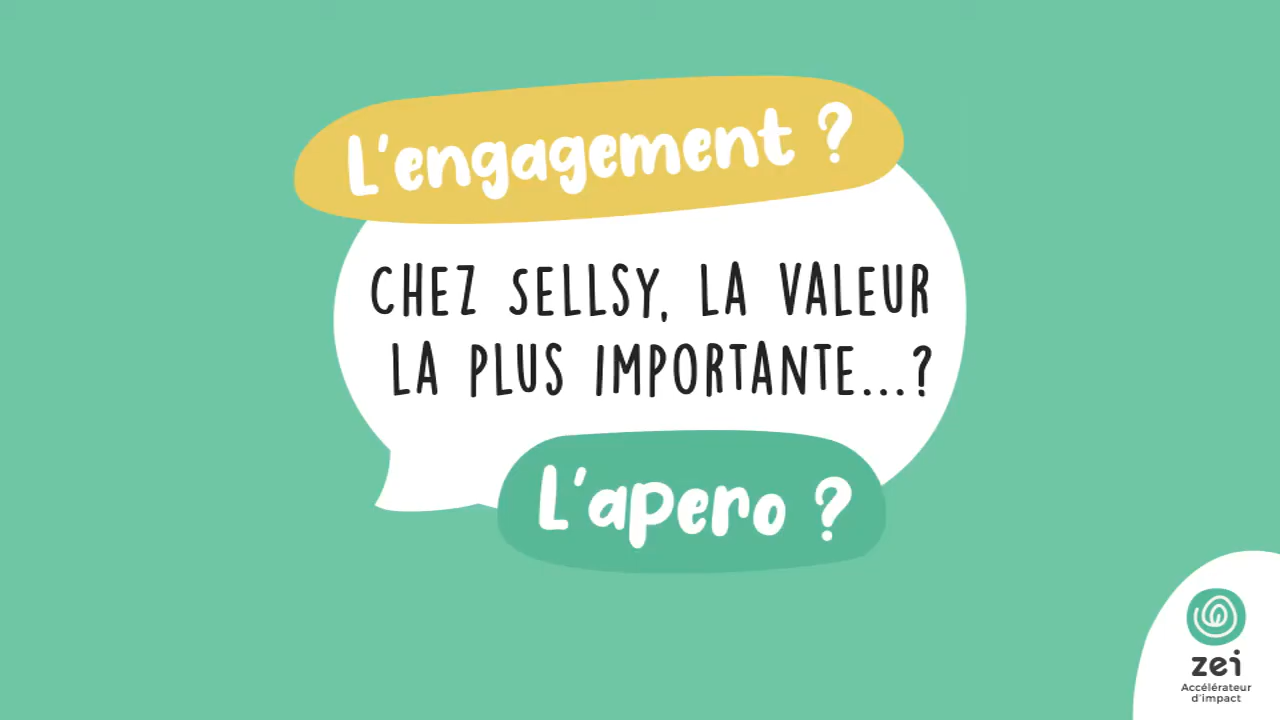 L'engagement ?
CHEZ SELLSY, LA VALEUR
LA PLUS IMPORTANTE...?
L'apero ?
zei
Accélérateur
d'impact